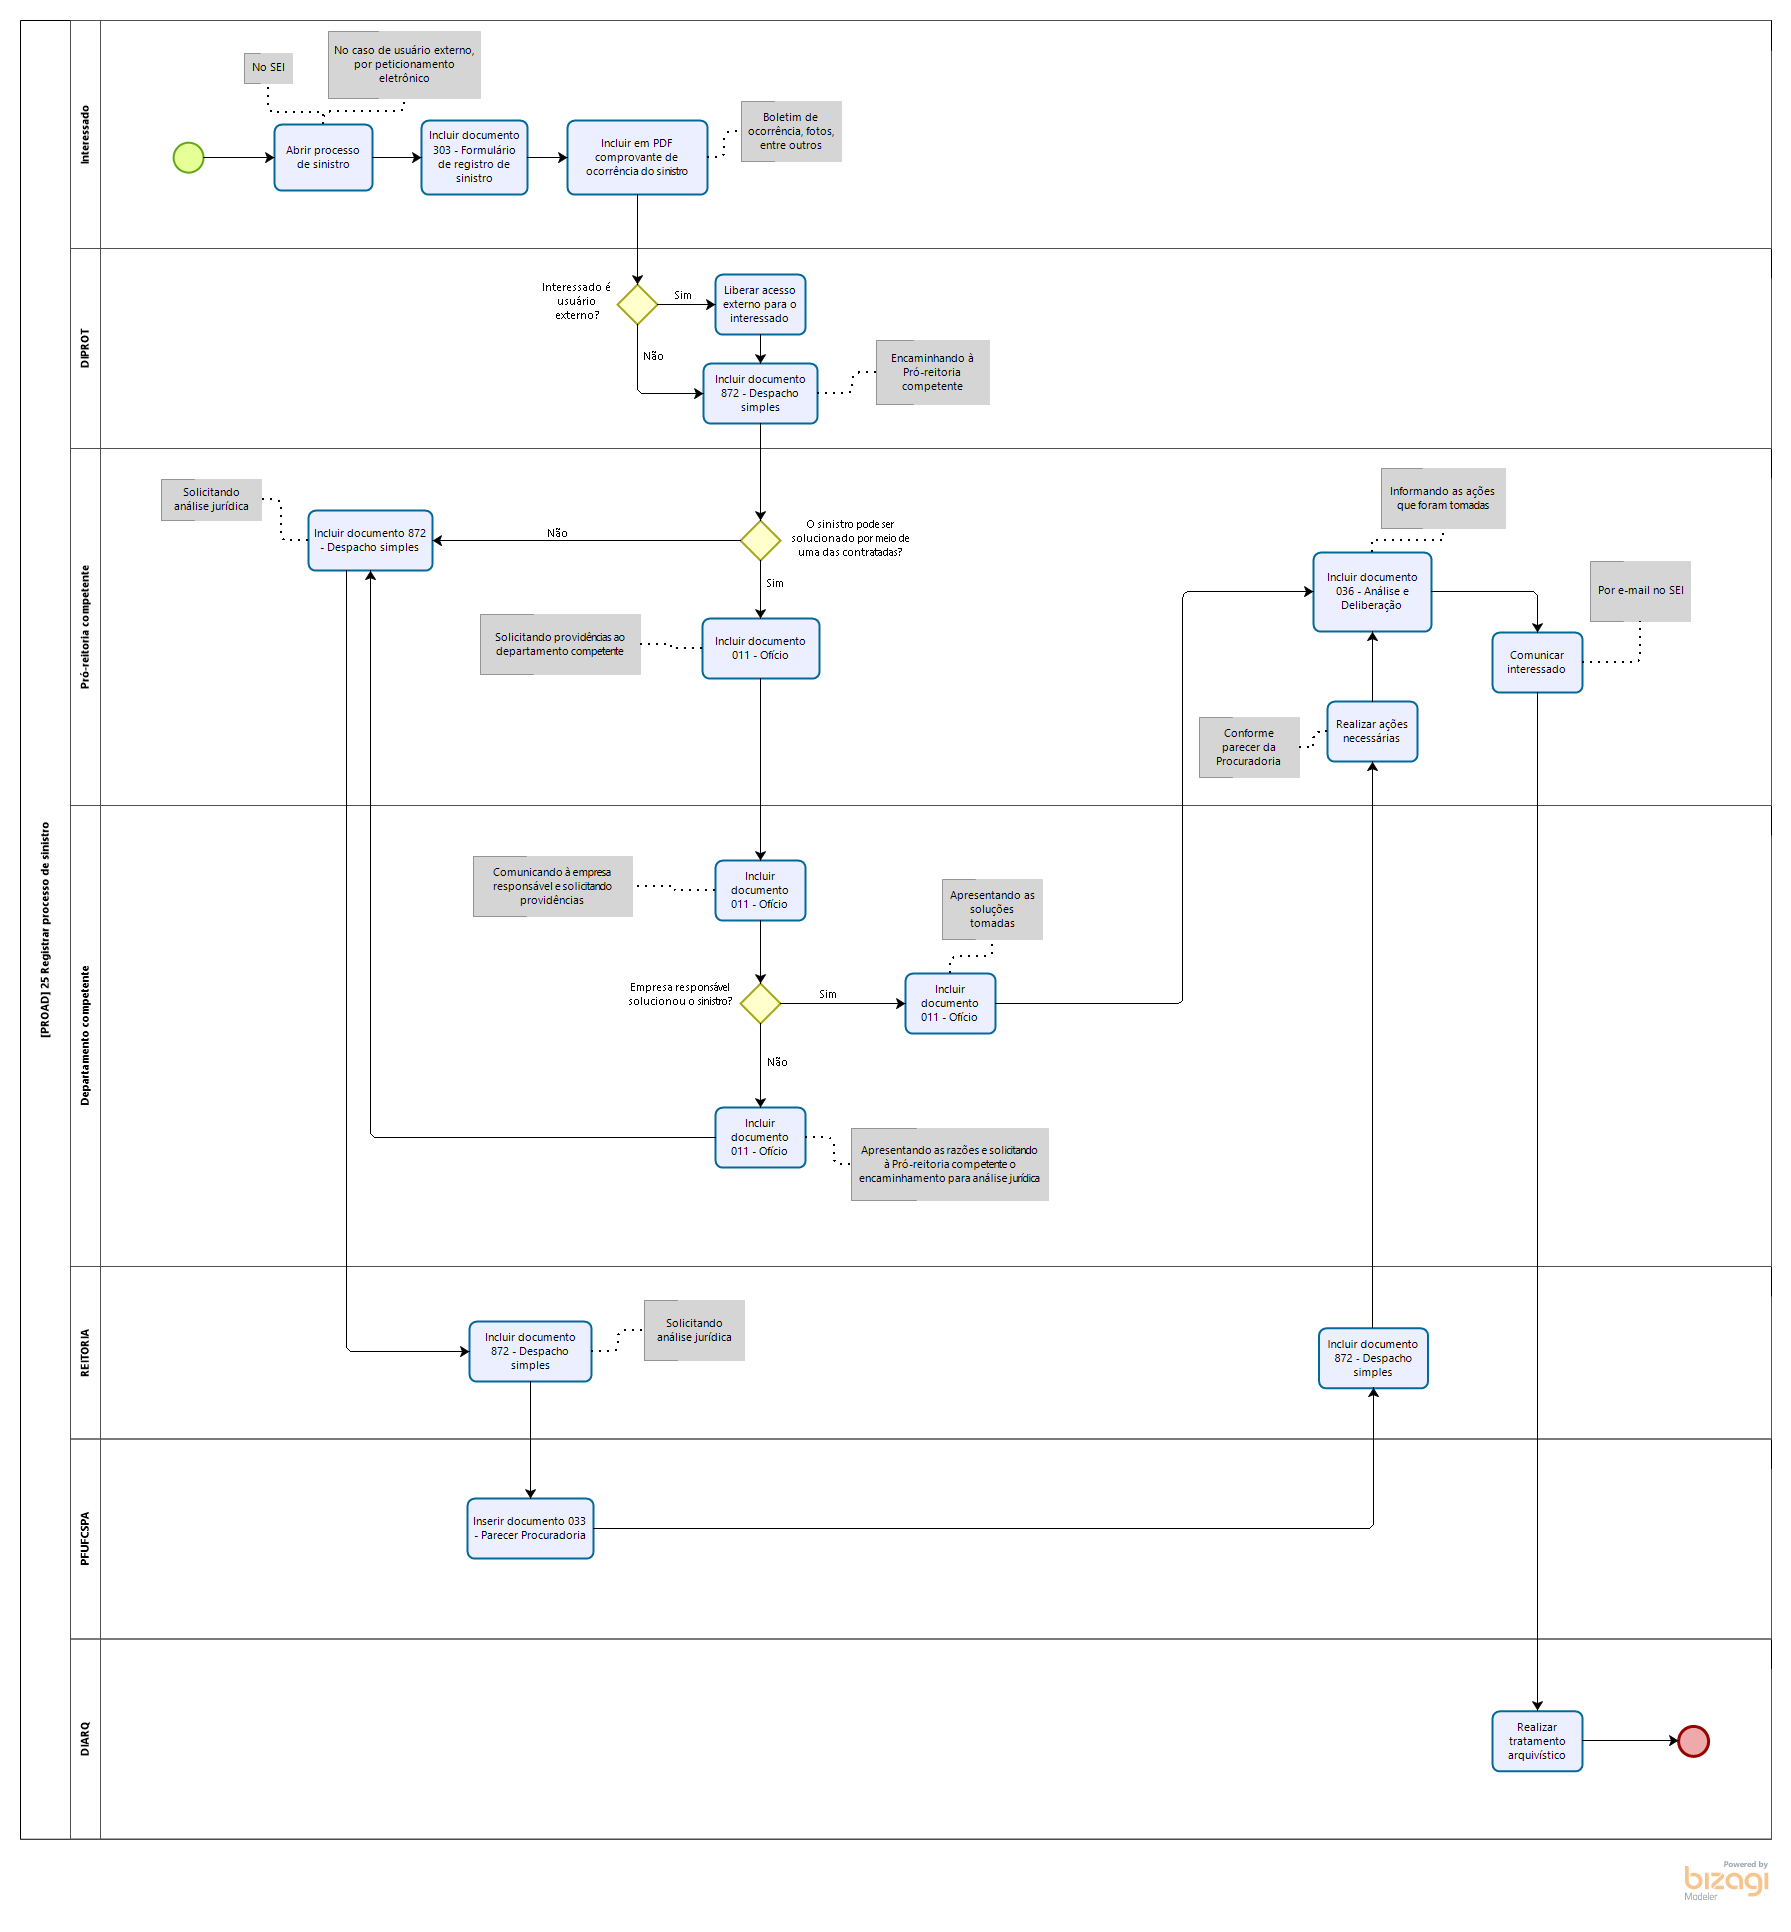 [PROAD] 25 Registrar processo de sinistro
Interessado
No SEI
No caso de usuário externo,
por peticionamento
eletrônico
Abrir processo
de sinistro
Incluir documento
303 - Formulário
de registro de
sinistro
Incluir em PDF
comprovante de
ocorrência do sinistro
Boletim de
ocorrência, fotos,
entre outros
DIPROT
Interessado é
usuário
externo?
Sim
Não
Liberar acesso
externo para o
interessado
Incluir documento
872 - Despacho
simples
Encaminhando à
Pró-reitoria
competente
Pró-reitoria competente
Solicitando
análise jurídica
Incluir documento 872
- Despacho simples
Não
O sinistro pode ser
solucionado por meio de
uma das contratadas?
Sim
Solicitando providências ao
departamento competente
Incluir documento
011 - Ofício
Informando as ações
que foram tomadas
Incluir documento
036 - Análise e
Deliberação
Por e-mail no SEI
Comunicar
interessado
Conforme
parecer da
Procuradoria
Realizar ações
necessárias
Departamento competente
Comunicando à empresa
responsável e solicitando
providências
Incluir
documento
011 - Ofício
Empresa responsável
solucionou o sinistro?
Sim
Apresentando as
soluções
tomadas
Incluir
documento
011 - Ofício
Não
Incluir
documento
011 - Ofício
Apresentando as razões e solicitando
à Pró-reitoria competente o
encaminhamento para análise jurídica
REITORIA
Incluir documento
872 - Despacho
simples
Solicitando
análise jurídica
Incluir documento
872 - Despacho
simples
PFUFCSPA
Inserir documento 033
- Parecer Procuradoria
DIARQ
Realizar
tratamento
arquivístico
Powered by
bizagi
Modeler